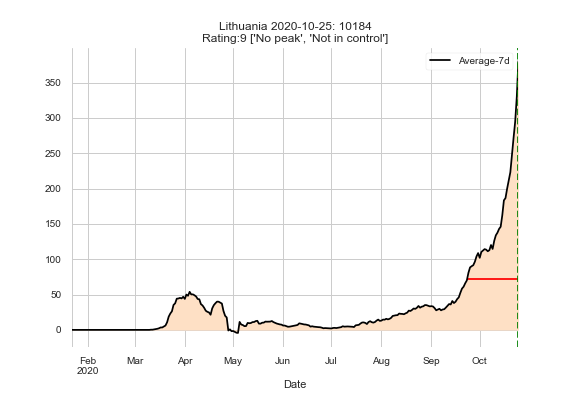 Lithuania 2020-10-25: 10184
Rating:9 ['No peak', 'Not in control']
Average-7d
350
300
250
200
150
100
50
0
Feb Mar Apr May Jun Jul Aug Sep Oct
2020
Date